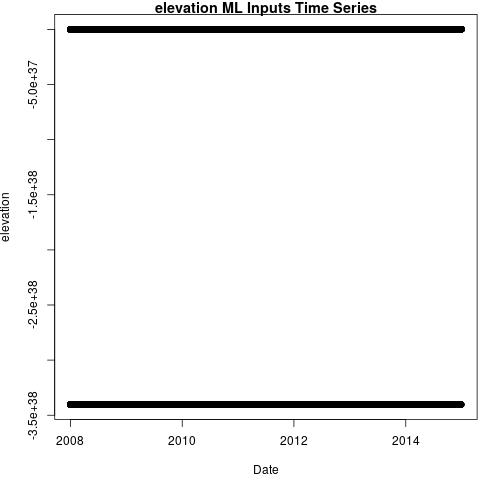 elevation ML Inputs Time Series
-5.0e+37
-1.5e+38
-2.5e+38
-3.5e+38
elevation
2008 2010 2012 2014
Date